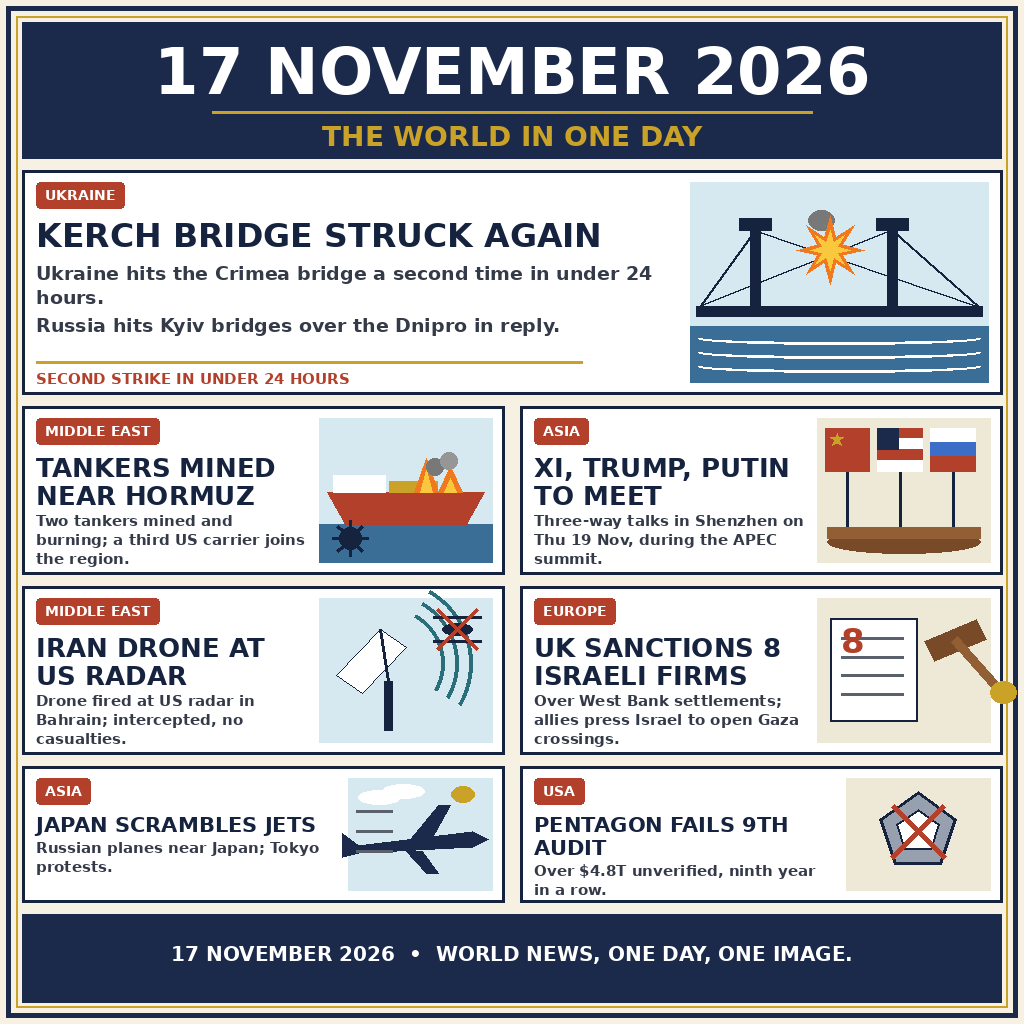 17 NOVEMBER 2026
THE WORLD IN ONE DAY
UKRAINE
KERCH BRIDGE STRUCK AGAIN
Ukraine hits the Crimea bridge a second time in under 24
hours.
Russia hits Kyiv bridges over the Dnipro in reply.
SECOND STRIKE IN UNDER 24 HOURS
MIDDLE EAST
TANKERS MINED
NEAR HORMUZ
Two tankers mined and
burning; a third US carrier joins
the region.
ASIA
XI, TRUMP, PUTIN
TO MEET
Three-way talks in Shenzhen on
Thu 19 Nov, during the APEC
summit.
MIDDLE EAST
IRAN DRONE AT
US RADAR
Drone fired at US radar in
Bahrain; intercepted, no
casualties.
EUROPE
UK SANCTIONS 8
ISRAELI FIRMS
Over West Bank settlements;
allies press Israel to open Gaza
crossings.
8
ASIA
JAPAN SCRAMBLES JETS
Russian planes near Japan; Tokyo
protests.
USA
PENTAGON FAILS 9TH
AUDIT
Over $4.8T unverified, ninth year
in a row.
17 NOVEMBER 2026 • WORLD NEWS, ONE DAY, ONE IMAGE.